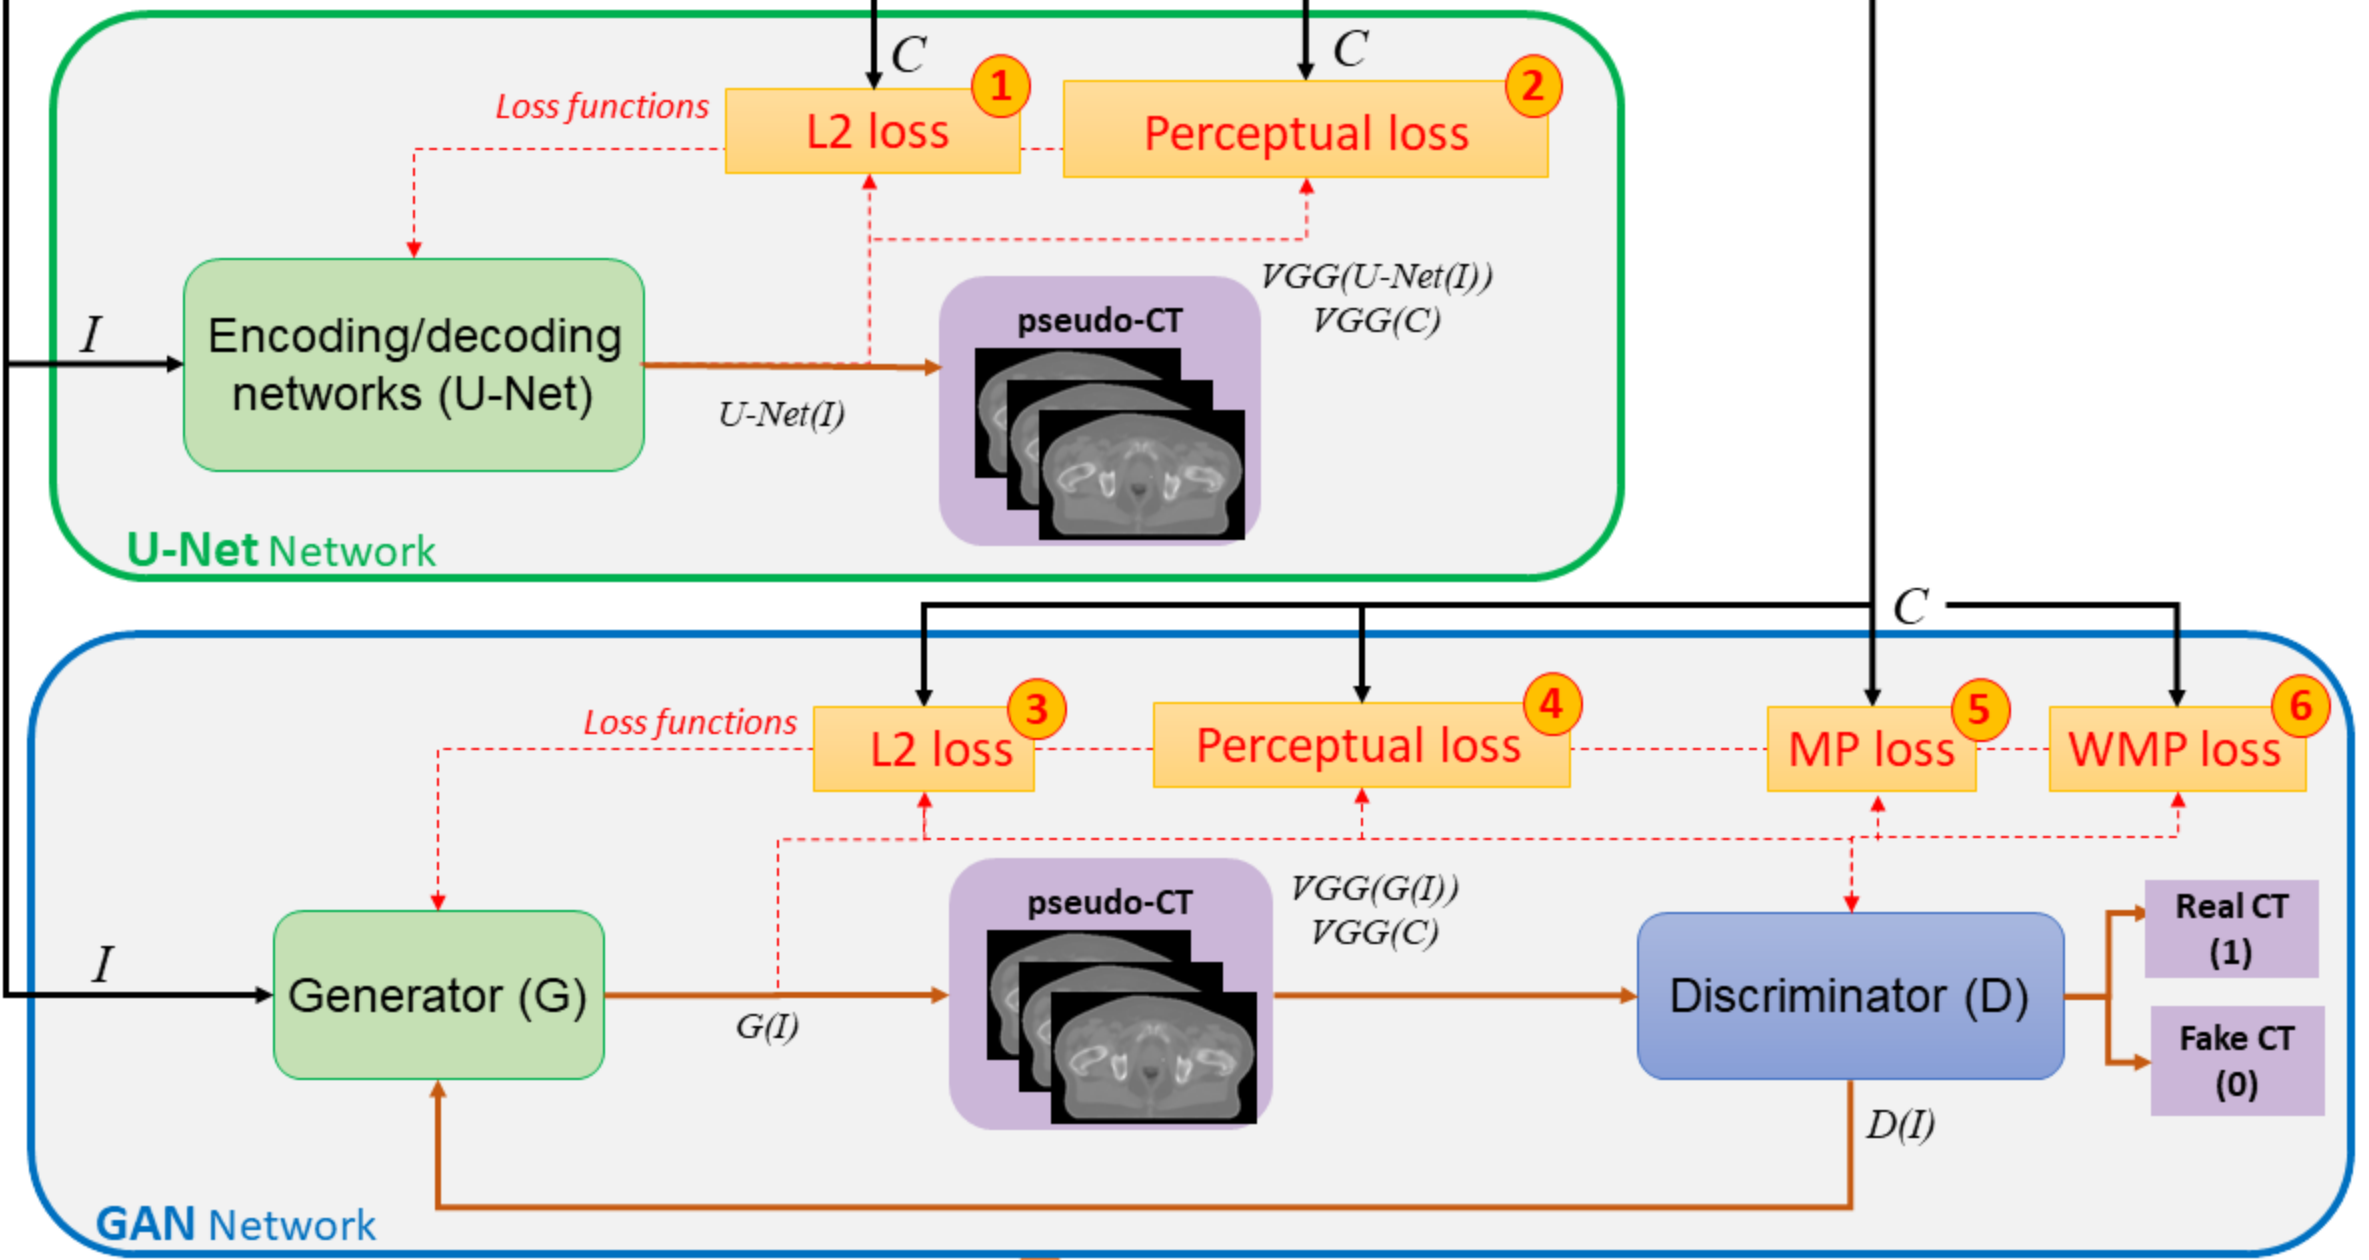 C
C
1
2
Loss functions
L2 loss
Perceptual loss
VGG(U-Net(I))
VGG(C)
pseudo-CT
I
Encoding/decoding
networks (U-Net)
U-Net(I)
U-Net Network
C
3
4
5
6
Loss functions
L2 loss
Perceptual loss
MP loss
WMP loss
VGG(G(I))
VGG(C)
pseudo-CT
Real CT
(1)
I
Generator (G)
G(I)
Discriminator (D)
Fake CT
(0)
D(I)
GAN Network